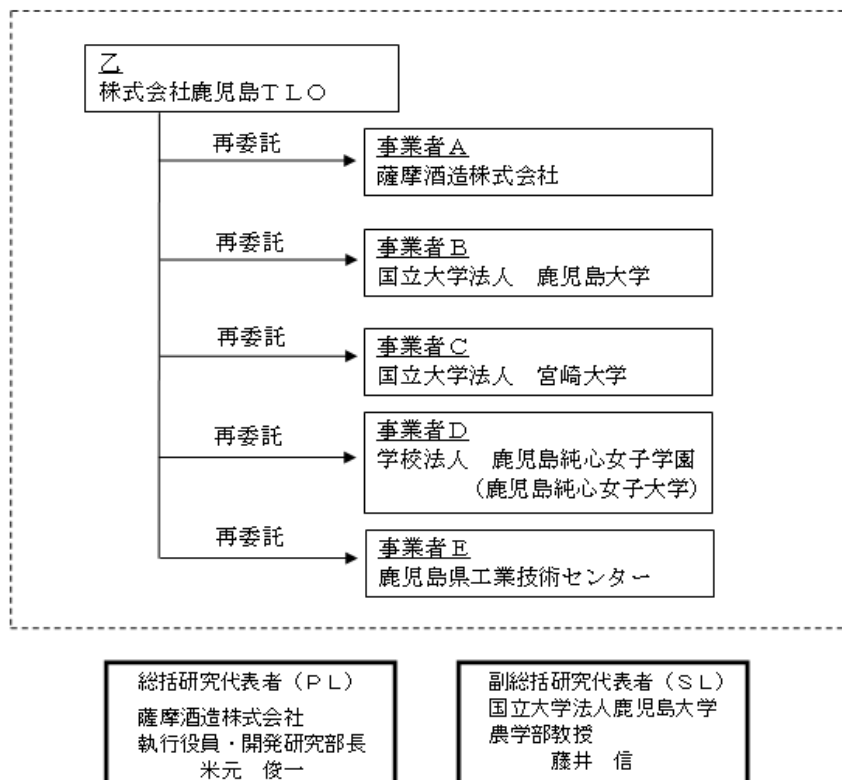 乙
株式会社鹿児島ＴＬＯ
再委託
事業者Ａ
薩摩酒造株式会社
再委託
事業者Ｂ
国立大学法人　鹿児島大学
再委託
事業者Ｃ
国立大学法人　宮崎大学
再委託
事業者Ｄ
学校法人　鹿児島純心女子学園
（鹿児島純心女子大学）
再委託
事業者Ｅ
鹿児島県工業技術センター
総括研究代表者（ＰＬ）
薩摩酒造株式会社
執行役員・開発研究部長
米元　俊一
副総括研究代表者（ＳＬ）
国立大学法人鹿児島大学
農学部教授
藤井　信